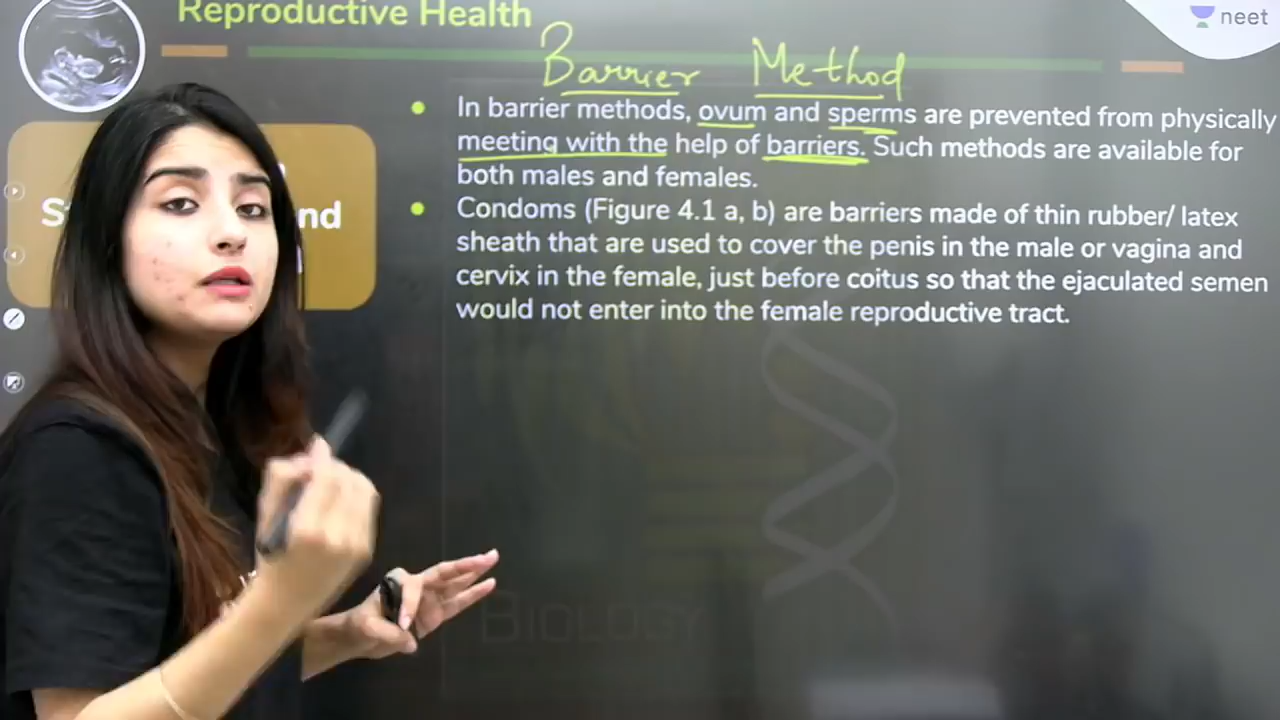 Reproductive Health
neet
Barrier Method
In barrier methods, ovum and sperms are prevented from physically
meeting with the help of barriers. Such methods are available for
both males and females.
nd
Condoms (Figure 4.1 a, b) are barriers made of thin rubber/ latex
sheath that are used to cover the penis in the male or vagina and
cervix in the female, just before coitus so that the ejaculated semen
would not enter into the female reproductive tract.
BIOLOGY